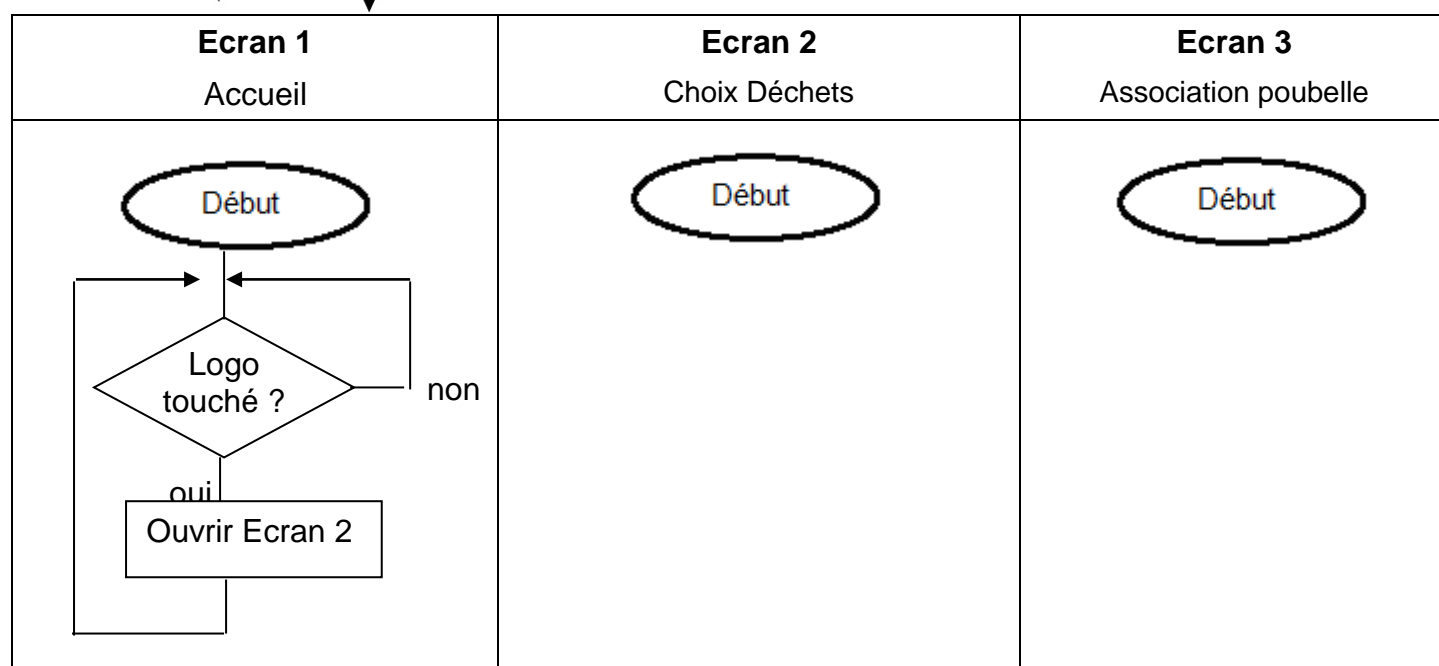 Ecran 1
Accueil
Ecran 2
Choix Déchets
Ecran 3
Association poubelle
Début
Logo
touché ?
non
oui
Ouvrir Ecran 2
Début
Début